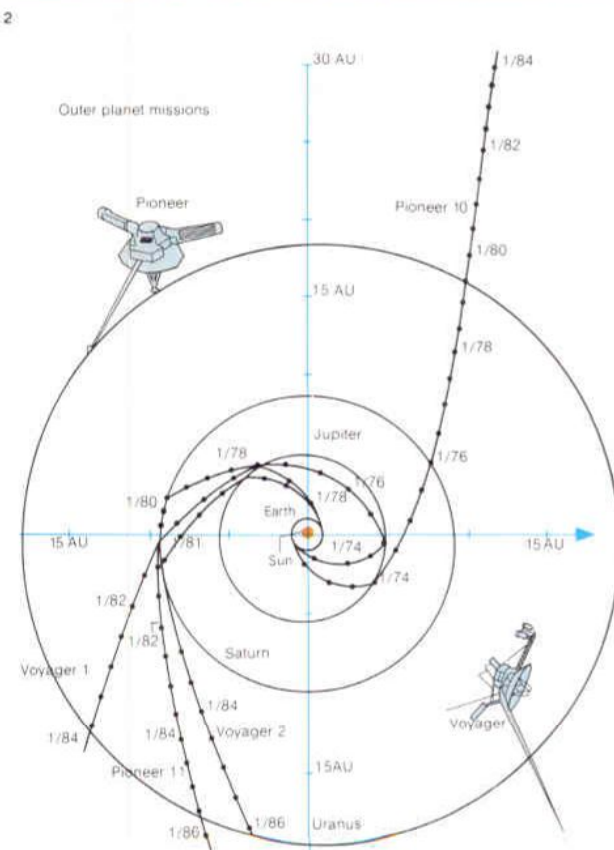 2
30 AU
1/84
Outer planet missions
1/82
Pioneer
Pioneer 10
1/80
15 AU
1/78
Jupiter
1/78
1/76
1/76
1/80
1/78
Earth
15 AU
1/81
1/74
15 AU
Sun
1/74
1/82
1/82
Saturn
Voyager 1
1/84
Voyager
1/84
1/84
Voyager 2
Pioneer 11
15AU
1/86
1/86
Uranus